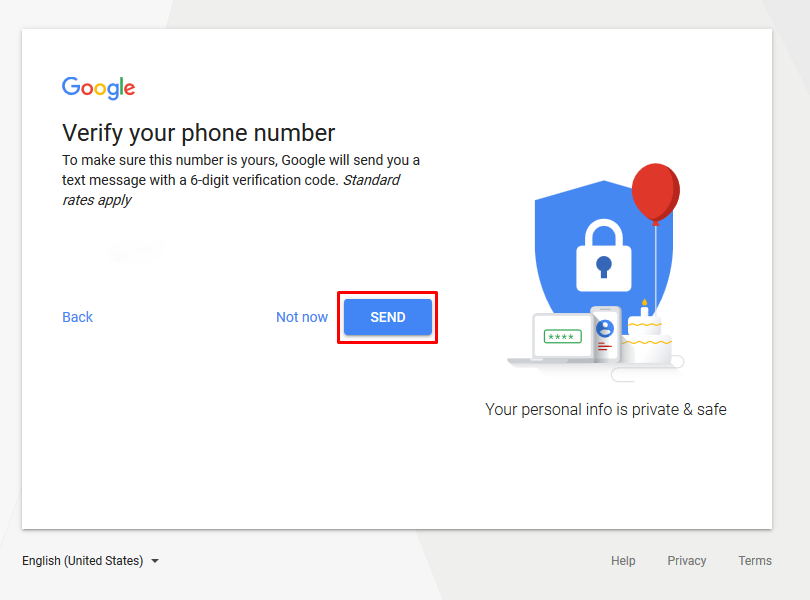 Google
Verify your phone number
To make sure this number is yours, Google will send you a
text message with a 6-digit verification code. Standard
rates apply
Back
Not now
SEND
****
Your personal info is private & safe
English (United States)
Help
Privacy
Terms